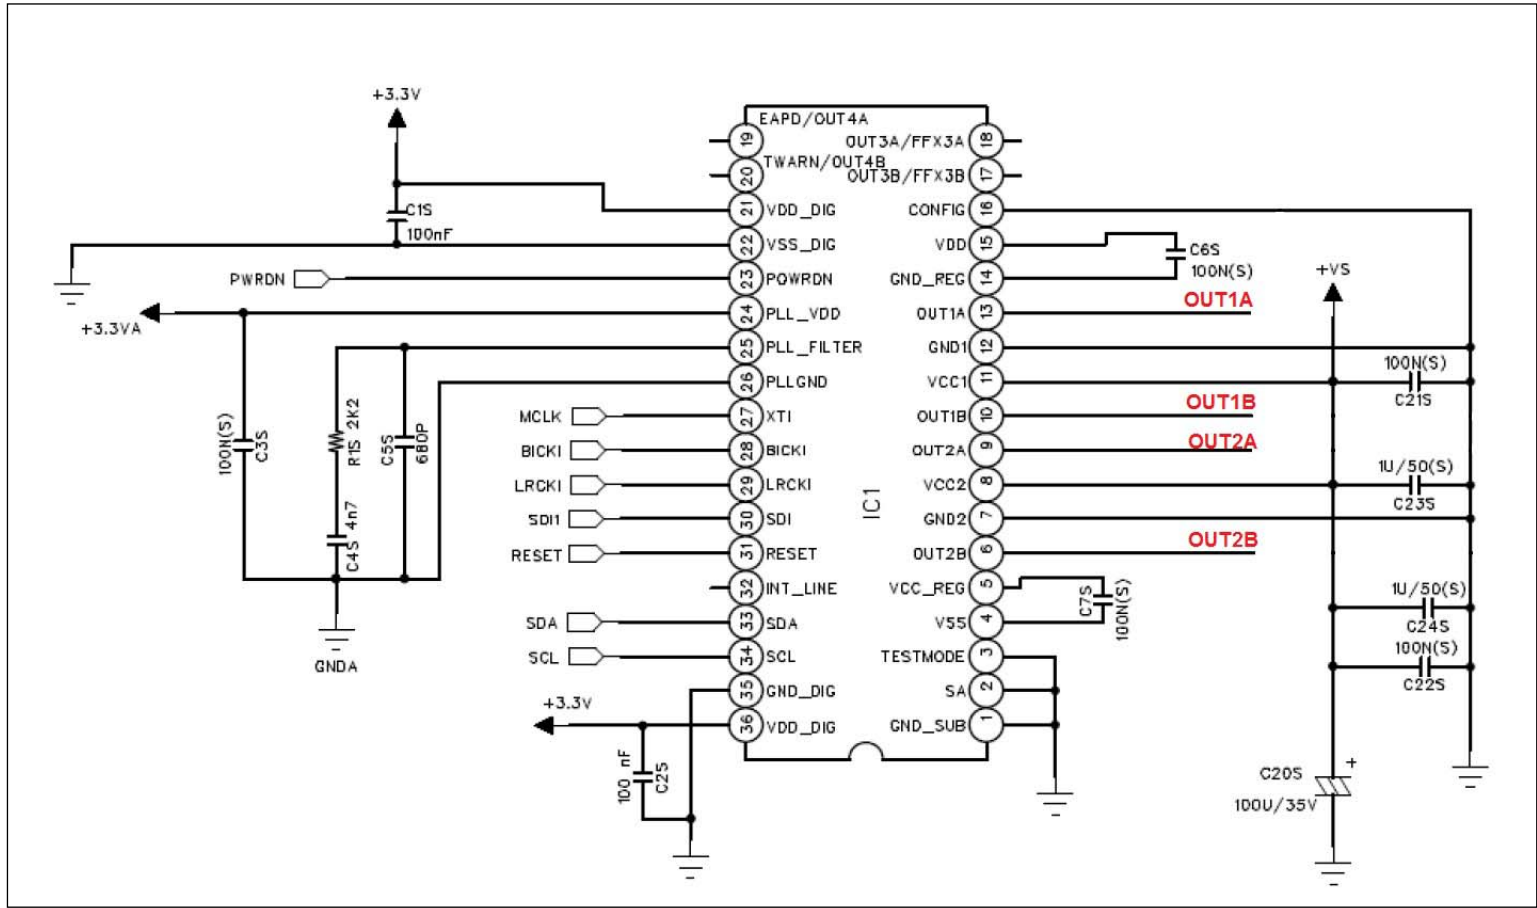 +3.3V
C1S
100nF
PWRDN
+3.3VA
100N(S)
C3S
R1S 2K2
C4S 4n7
C5S
680P
GNDA
MCLK
BICKI
LRCKI
SDI1
RESET
SDA
SCL
+3.3V
100 nF
C2S
19 EAPD/OUT4A
20 TWARN/OUT4B
21 VDD_DIG
22 VSS_DIG
23 POWRDN
24 PLL_VDD
25 PLL_FILTER
26 PLLGND
27 XTI
28 BICKI
29 LRCKI
30 SDI
31 RESET
32 INT_LINE
33 SDA
34 SCL
35 GND_DIG
36 VDD_DIG
IC1
OUT3A/FFX3A 18
OUT3B/FFX3B 17
CONFIG 16
VDD 15
GND_REG 14
OUT1A 13
GND1 12
VCC1 11
OUT1B 10
OUT2A 9
VCC2 8
GND2 7
OUT2B 6
VCC_REG 5
VSS 4
TESTMODE 3
SA 2
GND_SUB 1
C6S
100N(S)
OUT1A
OUT1B
OUT2A
OUT2B
C7S
100N(S)
+VS
100N(S)
C21S
1U/50(S)
C23S
1U/50(S)
C24S
100N(S)
C22S
C20S
+
100U/35V